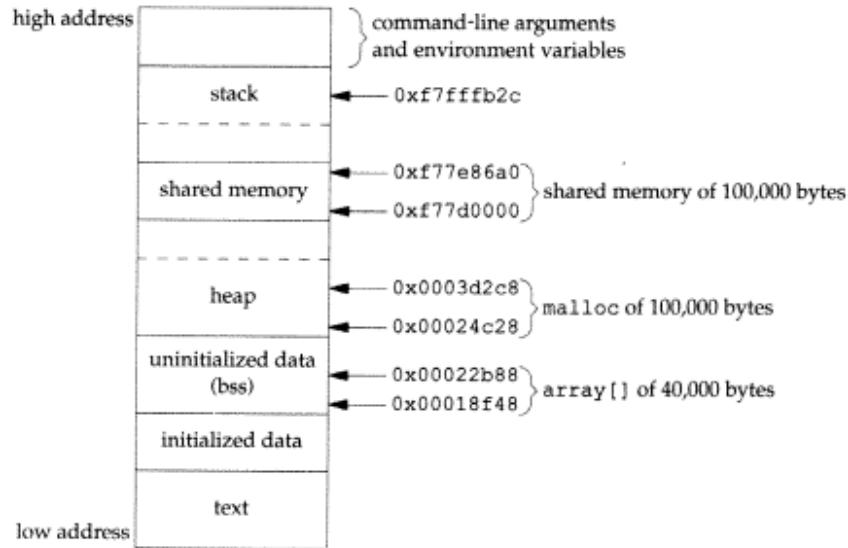 high address
command-line arguments
and environment variables
stack
0xf7fffb2c
0xf77e86a0
shared memory
shared memory of 100,000 bytes
0xf77d0000
0x0003d2c8
heap
malloc of 100,000 bytes
0x00024c28
uninitialized data
(bss)
0x00022b88
array[] of 40,000 bytes
0x00018f48
initialized data
text
low address